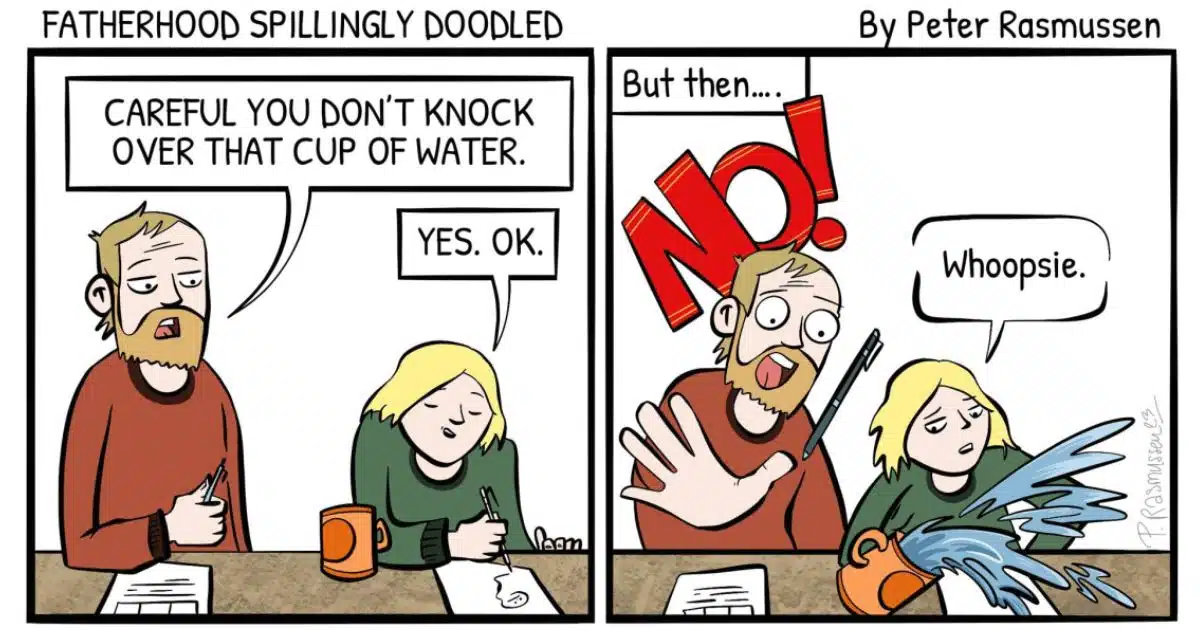 FATHERHOOD SPILLINGLY DOODLED
By Peter Rasmussen
CAREFUL YOU DON'T KNOCK
OVER THAT CUP OF WATER.
YES. OK.
But then....
NO!
Whoopsie.
P. Rasmussen 23